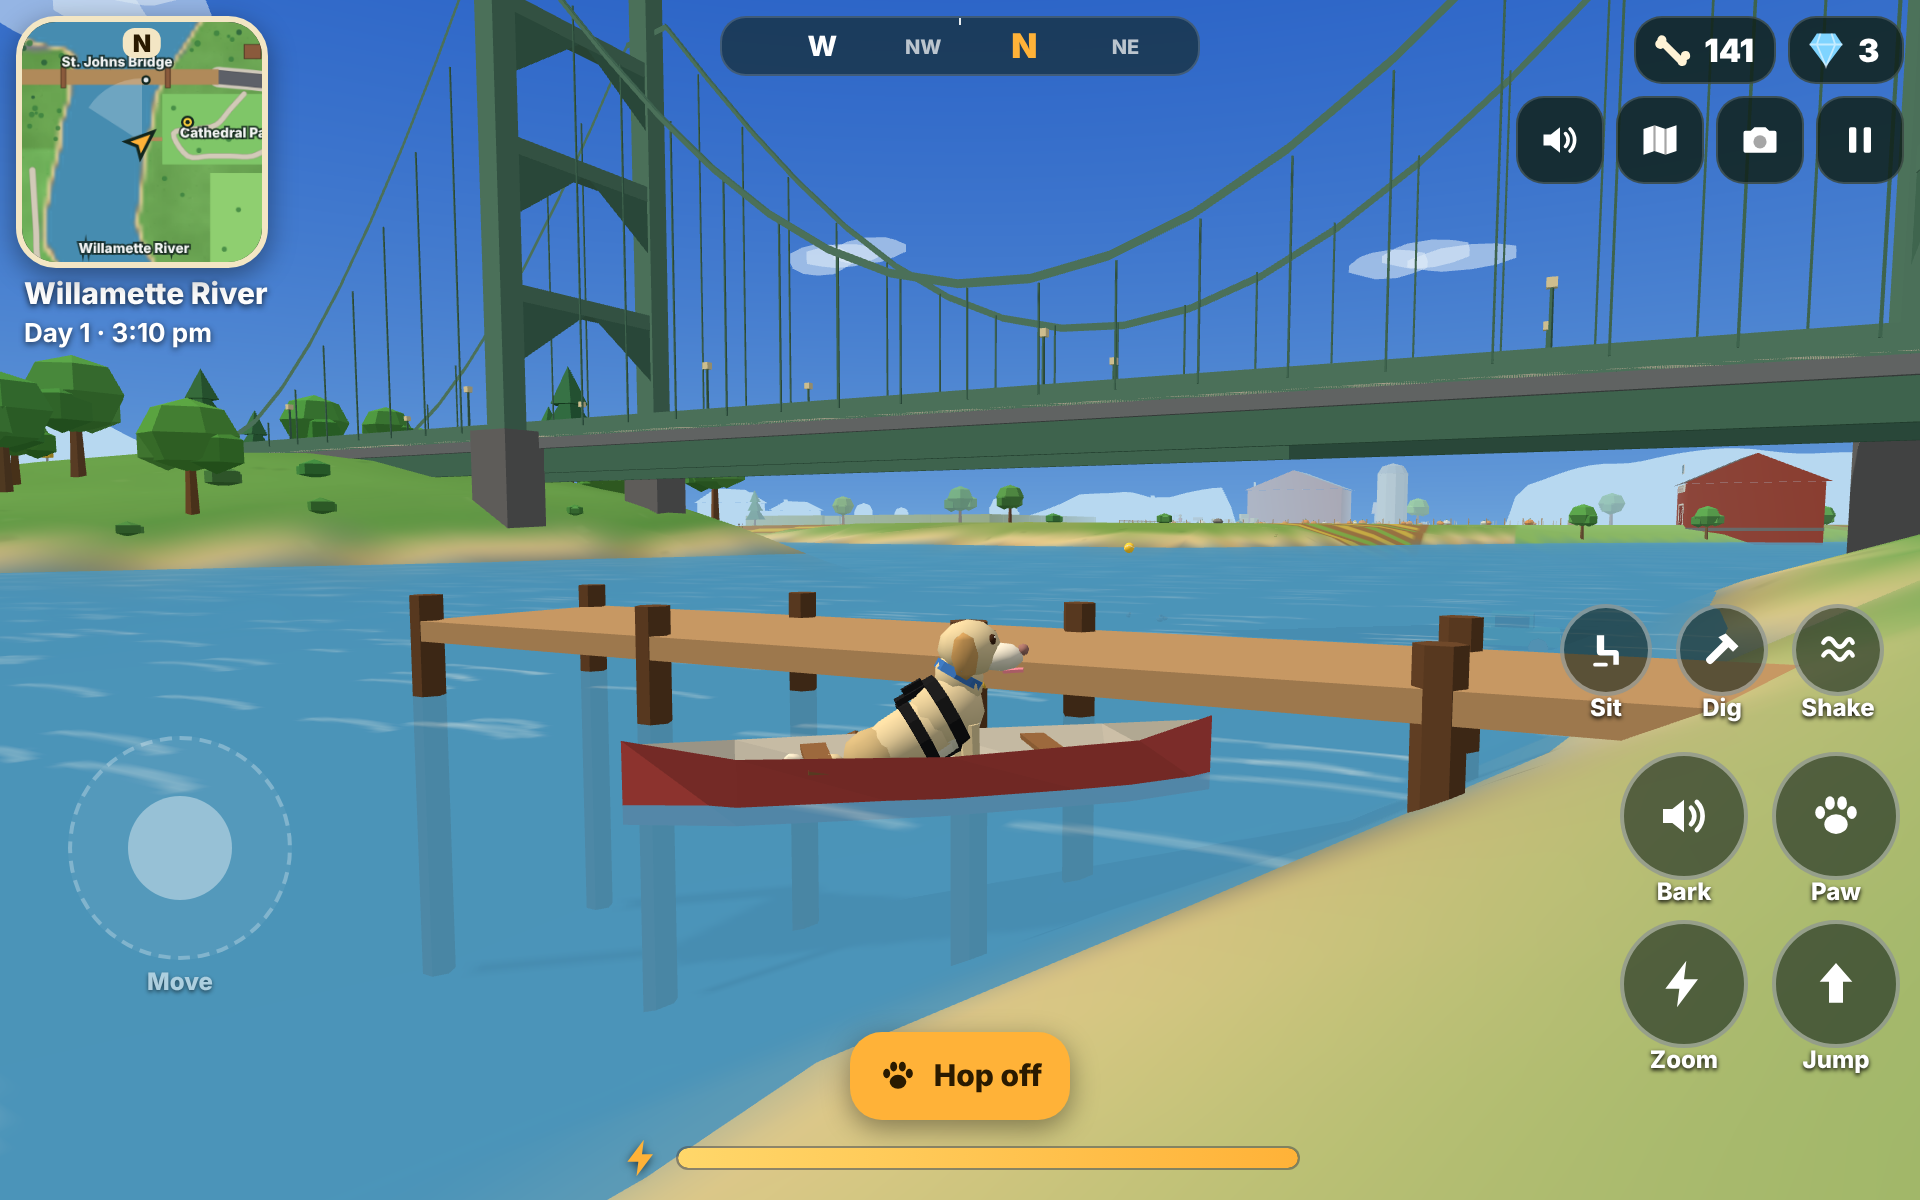 N
St. Johns Bridge
Cathedral Pa
Willamette River
Willamette River
Day 1 · 3:10 pm
W NW N NE
141
3
Sit
Dig
Shake
Bark
Paw
Zoom
Jump
Move
Hop off